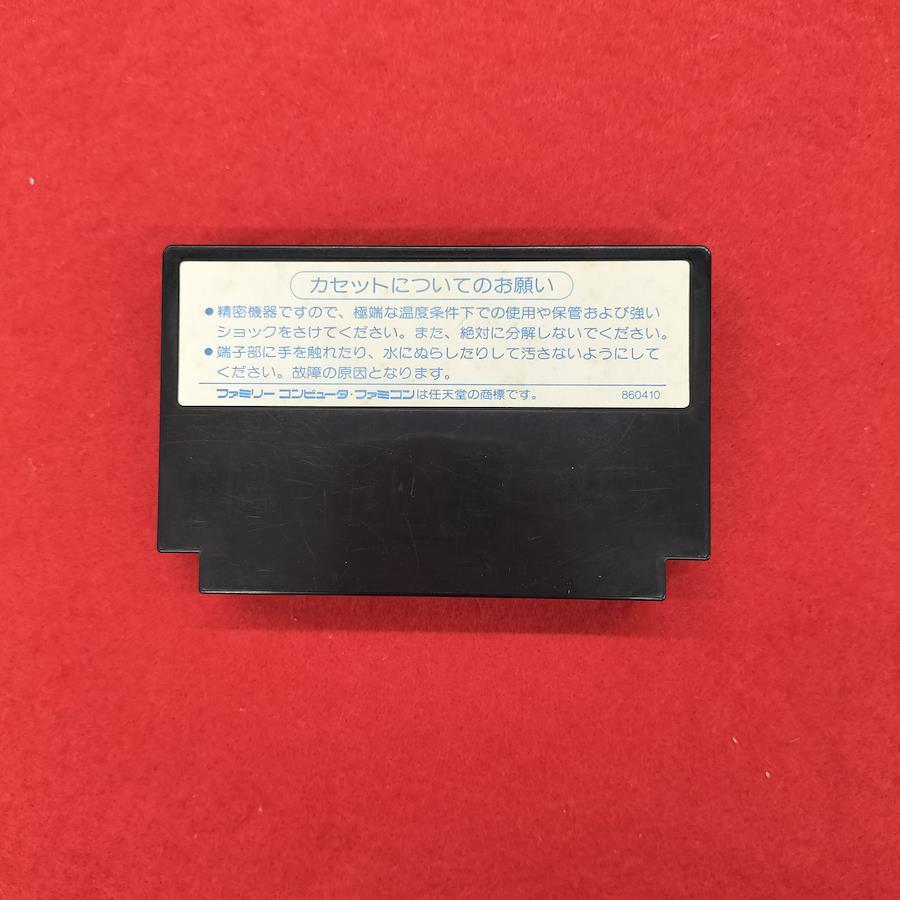 カセットについてのお願い
●精密機器ですので、極端な温度条件下での使用や保管および強い
ショックをさけてください。また、絶対に分解しないでください。
●端子部に手を触れたり、水にぬらしたりして汚さないようにして
ください。故障の原因となります。
ファミリー コンピュータ・ファミコンは任天堂の商標です。 860410